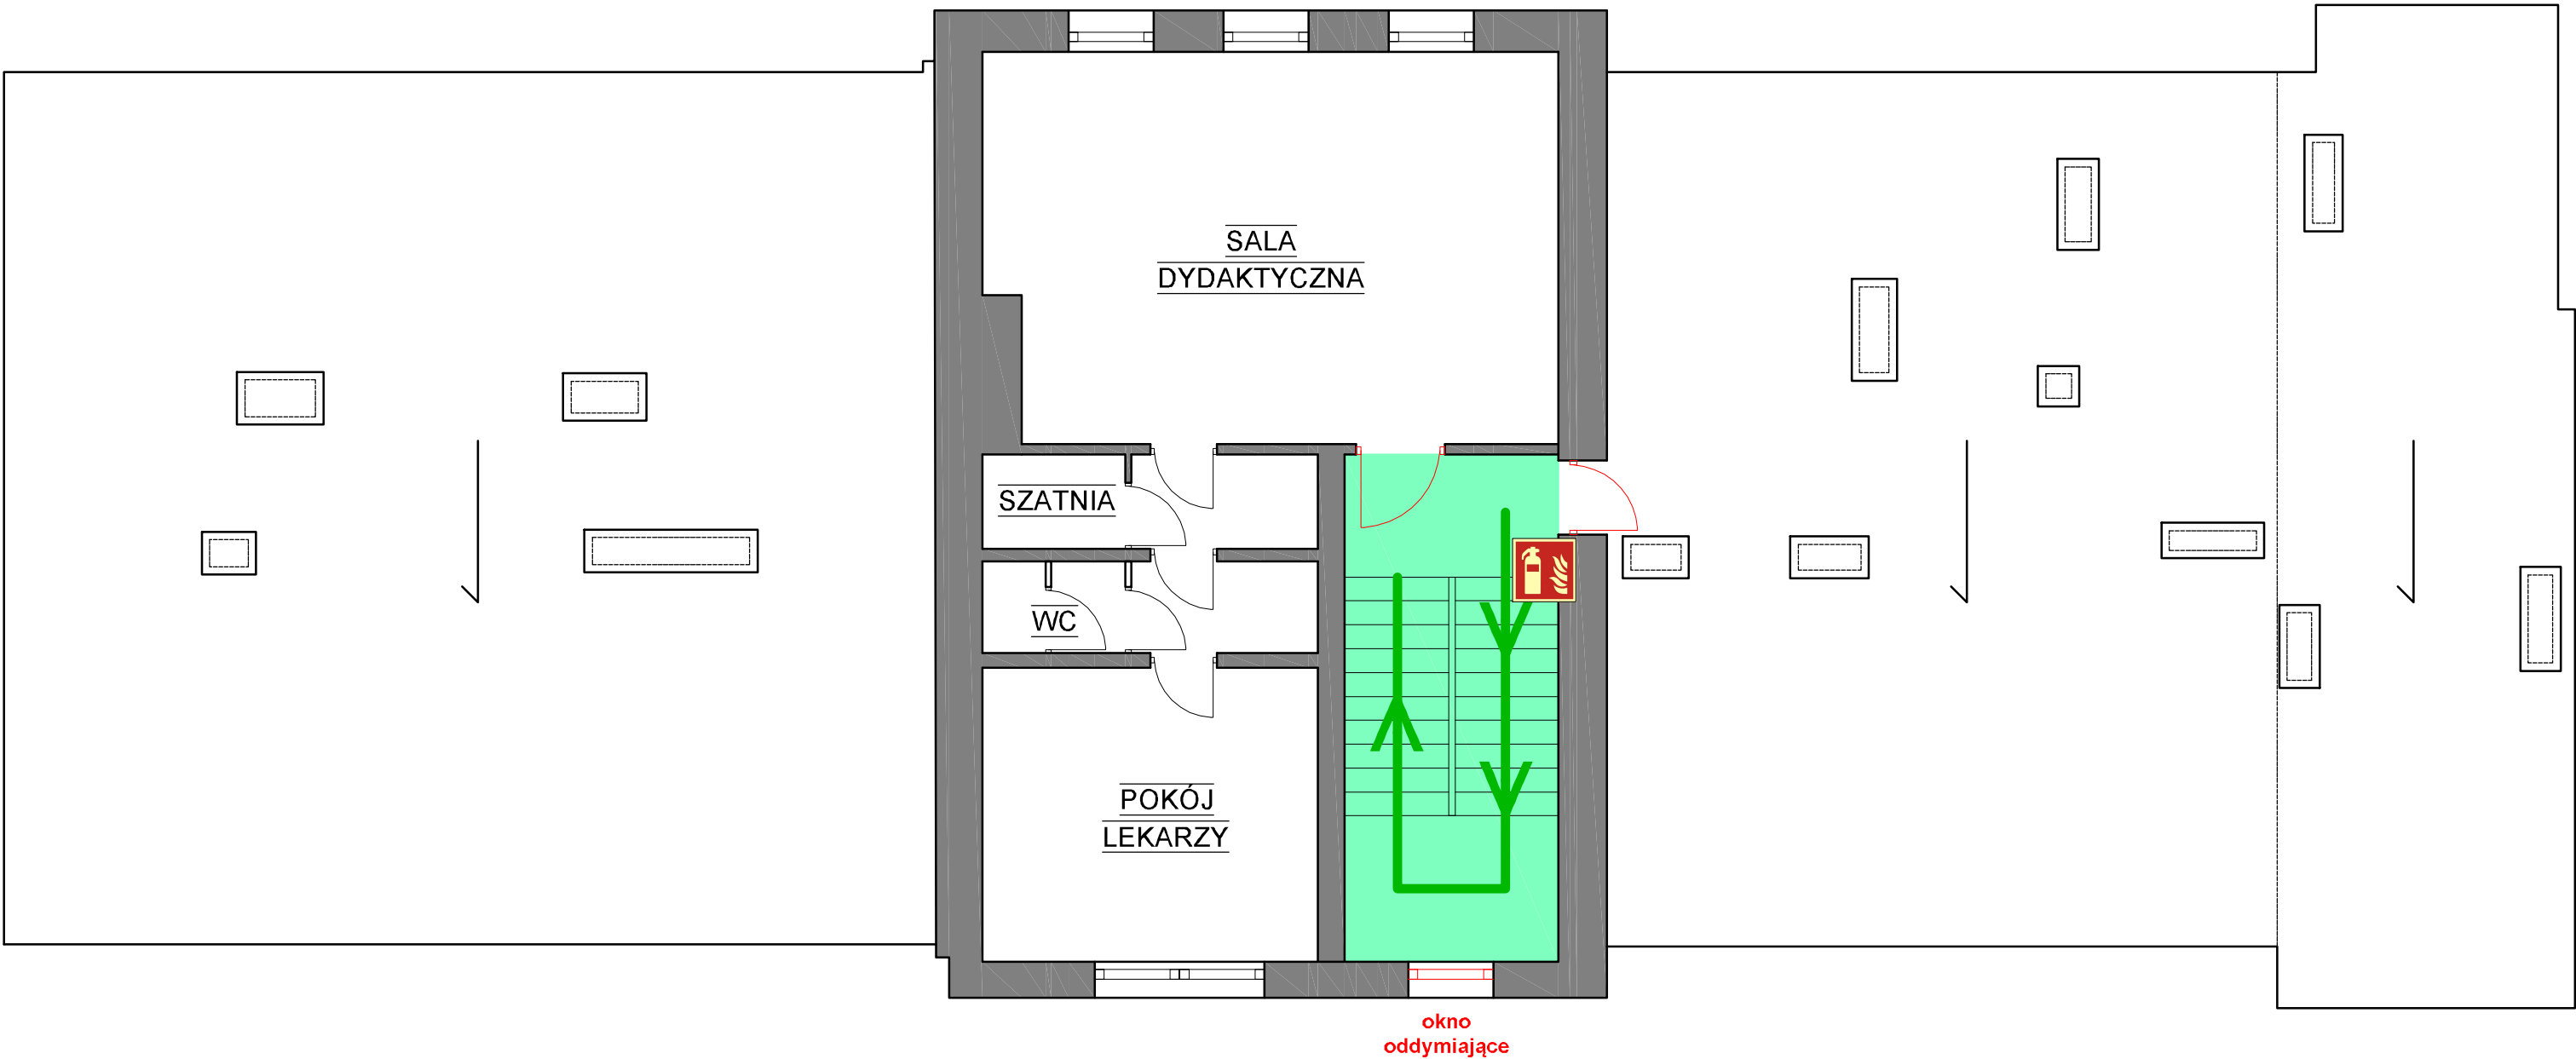 SALA
DYDAKTYCZNA
SZATNIA
WC
POKÓJ
LEKARZY
okno
oddymiające